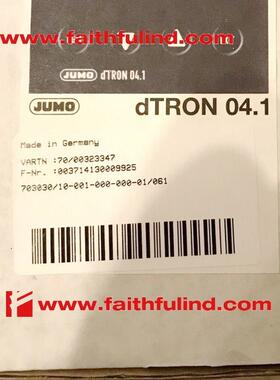 www.faithfulind.com
JUMO dTRON 04.1
JUMO dTRON 04.1
Made in Germany
VARTN :70/00323347
F-Nr. :003714130009925
703030/10-001-000-000-01/061
www.faithfulind.com